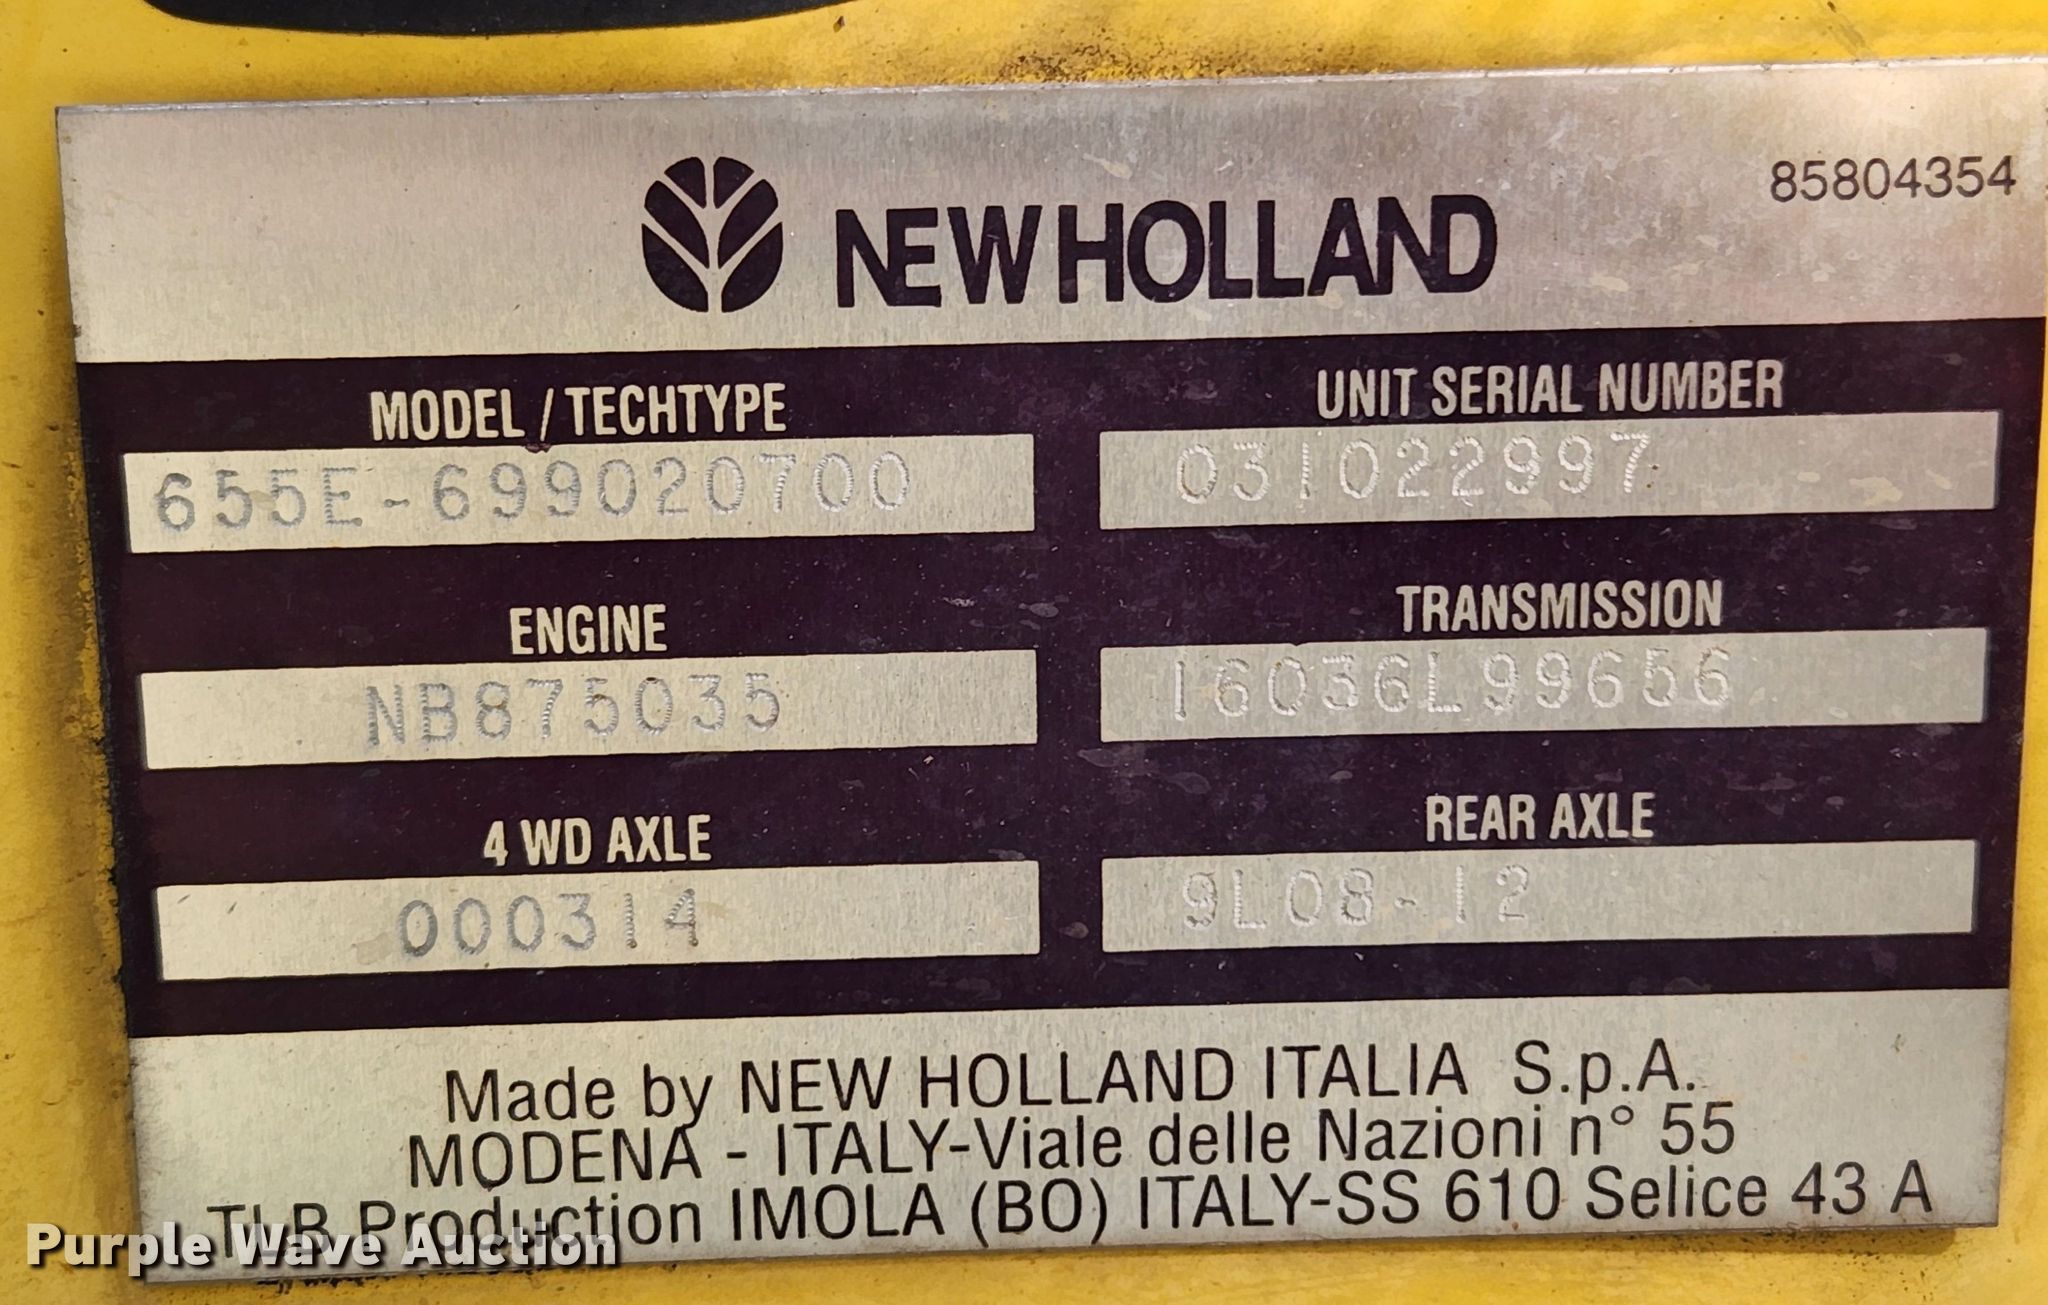 85804354
NEW HOLLAND
MODEL / TECHTYPE
UNIT SERIAL NUMBER
655E-699020700
031022997
ENGINE
TRANSMISSION
NB875035
16036L99656
4 WD AXLE
REAR AXLE
000314
9L08-12
Made by NEW HOLLAND ITALIA S.p.A.
MODENA - ITALY-Viale delle Nazioni n° 55
TLB Production IMOLA (BO) ITALY-SS 610 Selice 43 A
Purple Wave Auction